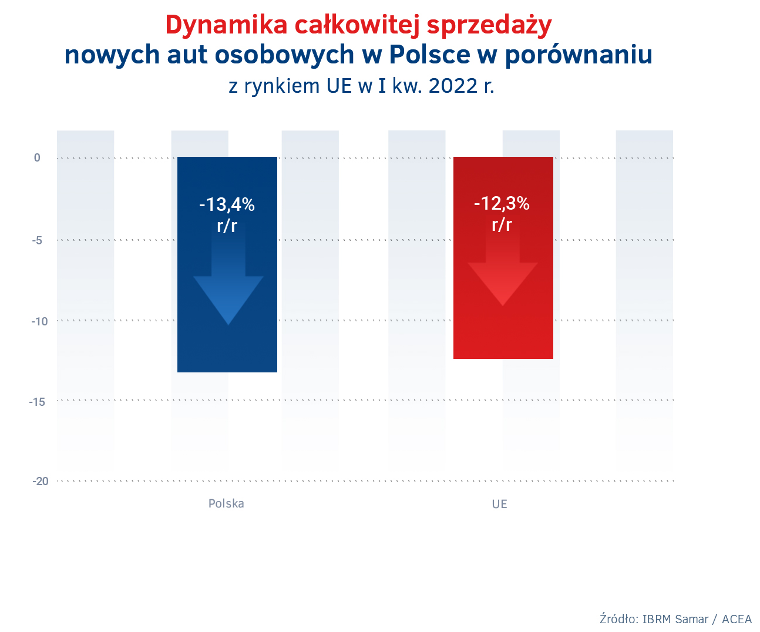 Dynamika całkowitej sprzedaży
nowych aut osobowych w Polsce w porównaniu
z rynkiem UE w I kw. 2022 r.
0
-13,4%
r/r
-12,3%
r/r
-5
-10
-15
-20
Polska
UE
Źródło: IBRM Samar / ACEA